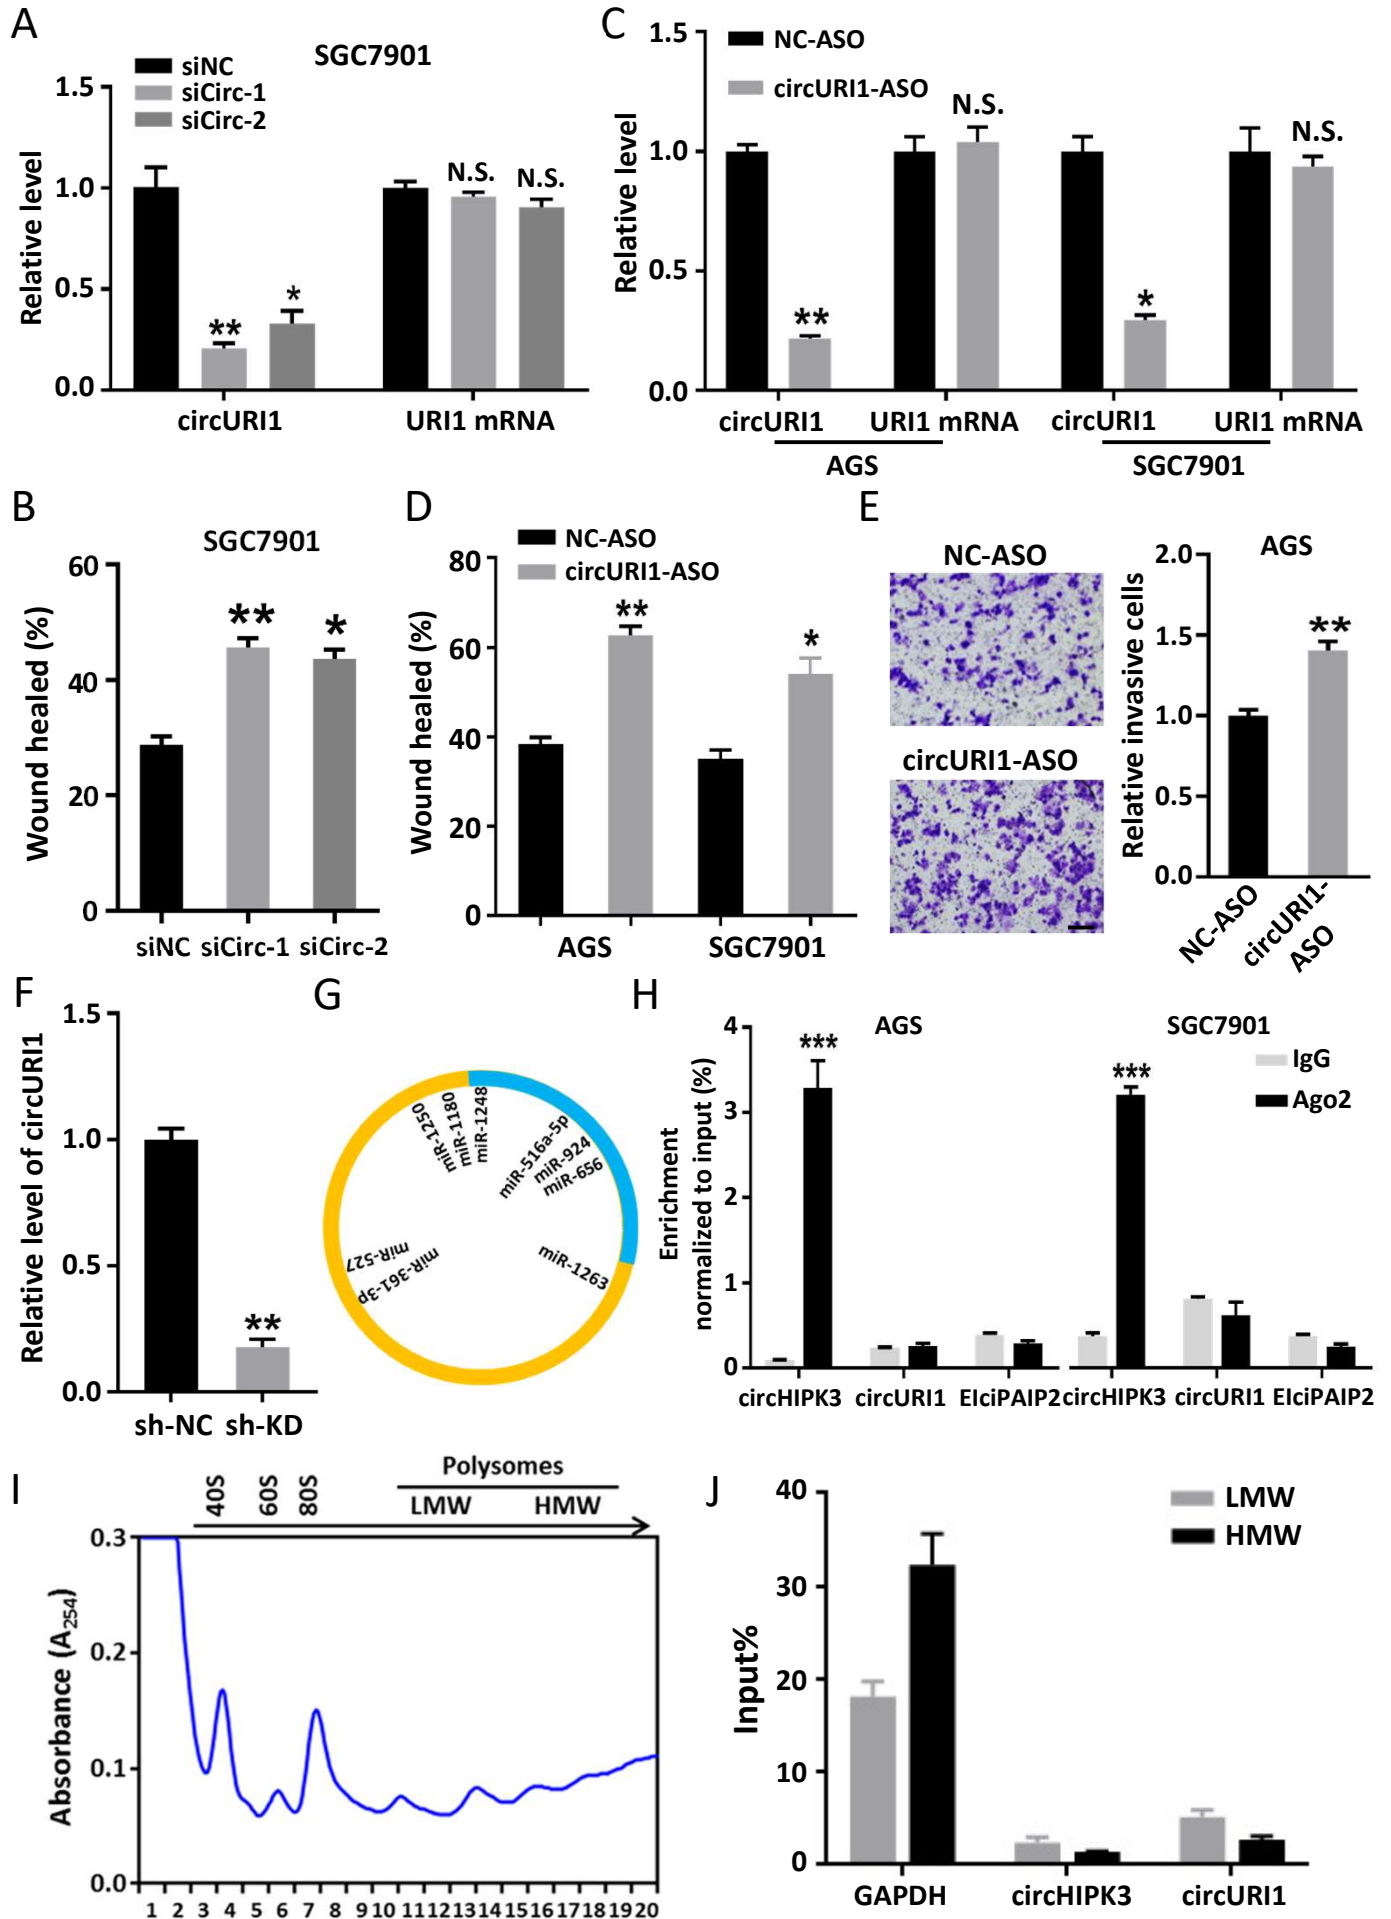 A
SGC7901
siNC
siCirc-1
siCirc-2
Relative level
1.5
1.0
0.5
0.0
**
*
N.S.
N.S.
circURI1
URI1 mRNA
C
NC-ASO
circURI1-ASO
Relative level
1.5
1.0
0.5
0.0
**
N.S.
*
N.S.
circURI1
URI1 mRNA
circURI1
URI1 mRNA
AGS
SGC7901
B
SGC7901
Wound healed (%)
60
40
20
0
**
*
siNC siCirc-1 siCirc-2
D
NC-ASO
circURI1-ASO
Wound healed (%)
80
60
40
20
0
**
*
AGS
SGC7901
E
NC-ASO
circURI1-ASO
AGS
Relative invasive cells
2.0
1.5
1.0
0.5
0.0
**
NC-ASO
circURI1-
ASO
F
Relative level of circURI1
1.5
1.0
0.5
0.0
**
sh-NC sh-KD
G
miR-1250
miR-1180
miR-1248
miR-516a-5p
miR-924
miR-656
miR-1263
miR-527
miR-361-3p
H
AGS
SGC7901
IgG
Ago2
Enrichment
normalized to input (%)
4
3
2
1
0
***
***
circHIPK3 circURI1 EIciPAIP2 circHIPK3 circURI1 EIciPAIP2
I
40S
60S
80S
Polysomes
LMW
HMW
Absorbance (A254)
0.3
0.2
0.1
0.0
1 2 3 4 5 6 7 8 9 10 11 12 13 14 15 16 17 18 19 20
J
LMW
HMW
Input%
40
30
20
10
0
GAPDH
circHIPK3
circURI1